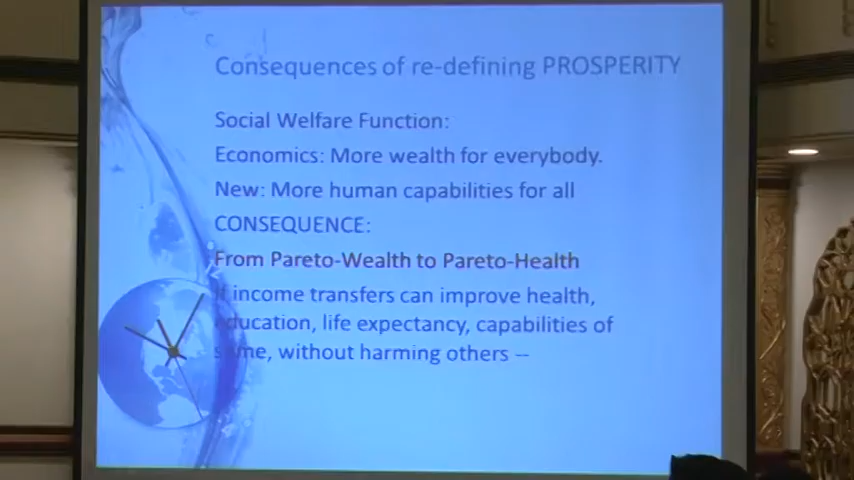 Consequences of re-defining PROSPERITY
Social Welfare Function:
Economics: More wealth for everybody.
New: More human capabilities for all
CONSEQUENCE:
From Pareto-Wealth to Pareto-Health
If income transfers can improve health,
education, life expectancy, capabilities of
some, without harming others --